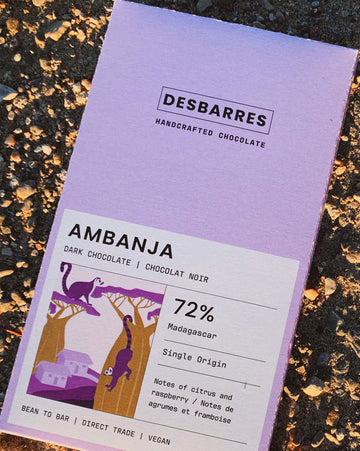 DESBARRES
HANDCRAFTED CHOCOLATE
AMBANJA
DARK CHOCOLATE | CHOCOLAT NOIR
72%
Madagascar
Single Origin
Notes of citrus and
raspberry / Notes de
agrumes et framboise
BEAN TO BAR | DIRECT TRADE | VEGAN